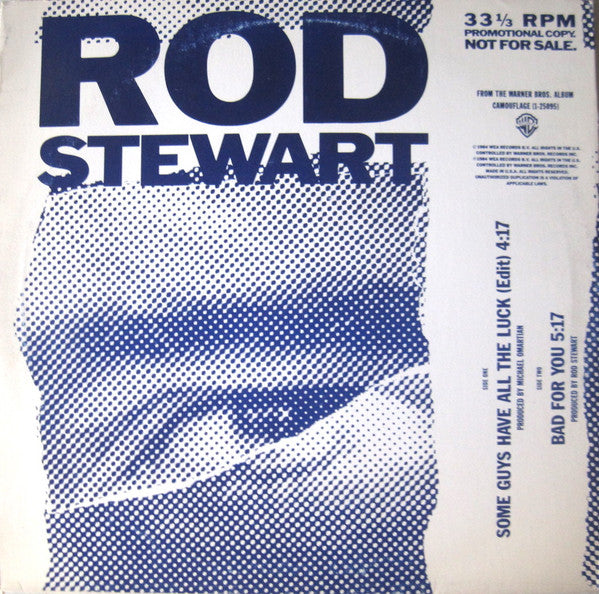 ROD
STEWART
33 1/3 RPM
PROMOTIONAL COPY.
NOT FOR SALE.
FROM THE WARNER BROS. ALBUM
CAMOUFLAGE (1-25095)
© 1984 WEA RECORDS B.V. ALL RIGHTS IN THE U.S.
CONTROLLED BY WARNER BROS. RECORDS INC.
℗ 1984 WEA RECORDS B.V. ALL RIGHTS IN THE U.S.
CONTROLLED BY WARNER BROS. RECORDS INC.
MADE IN U.S.A. ALL RIGHTS RESERVED.
UNAUTHORIZED DUPLICATION IS A VIOLATION OF
APPLICABLE LAWS.
SIDE ONE
SOME GUYS HAVE ALL THE LUCK (Edit) 4:17
PRODUCED BY MICHAEL OMARTIAN
SIDE TWO
BAD FOR YOU 5:17
PRODUCED BY ROD STEWART